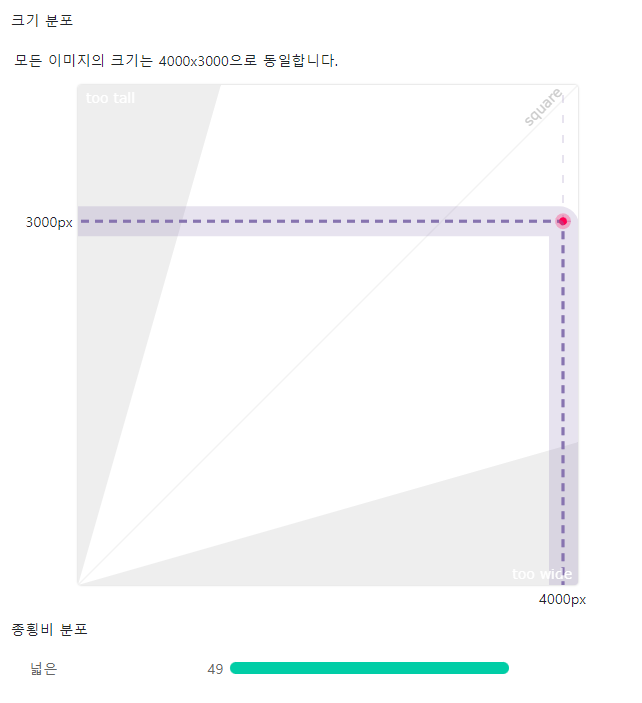 크기 분포
모든 이미지의 크기는 4000x3000으로 동일합니다.
too tall
square
3000px
too wide
4000px
종횡비 분포
넓은 49